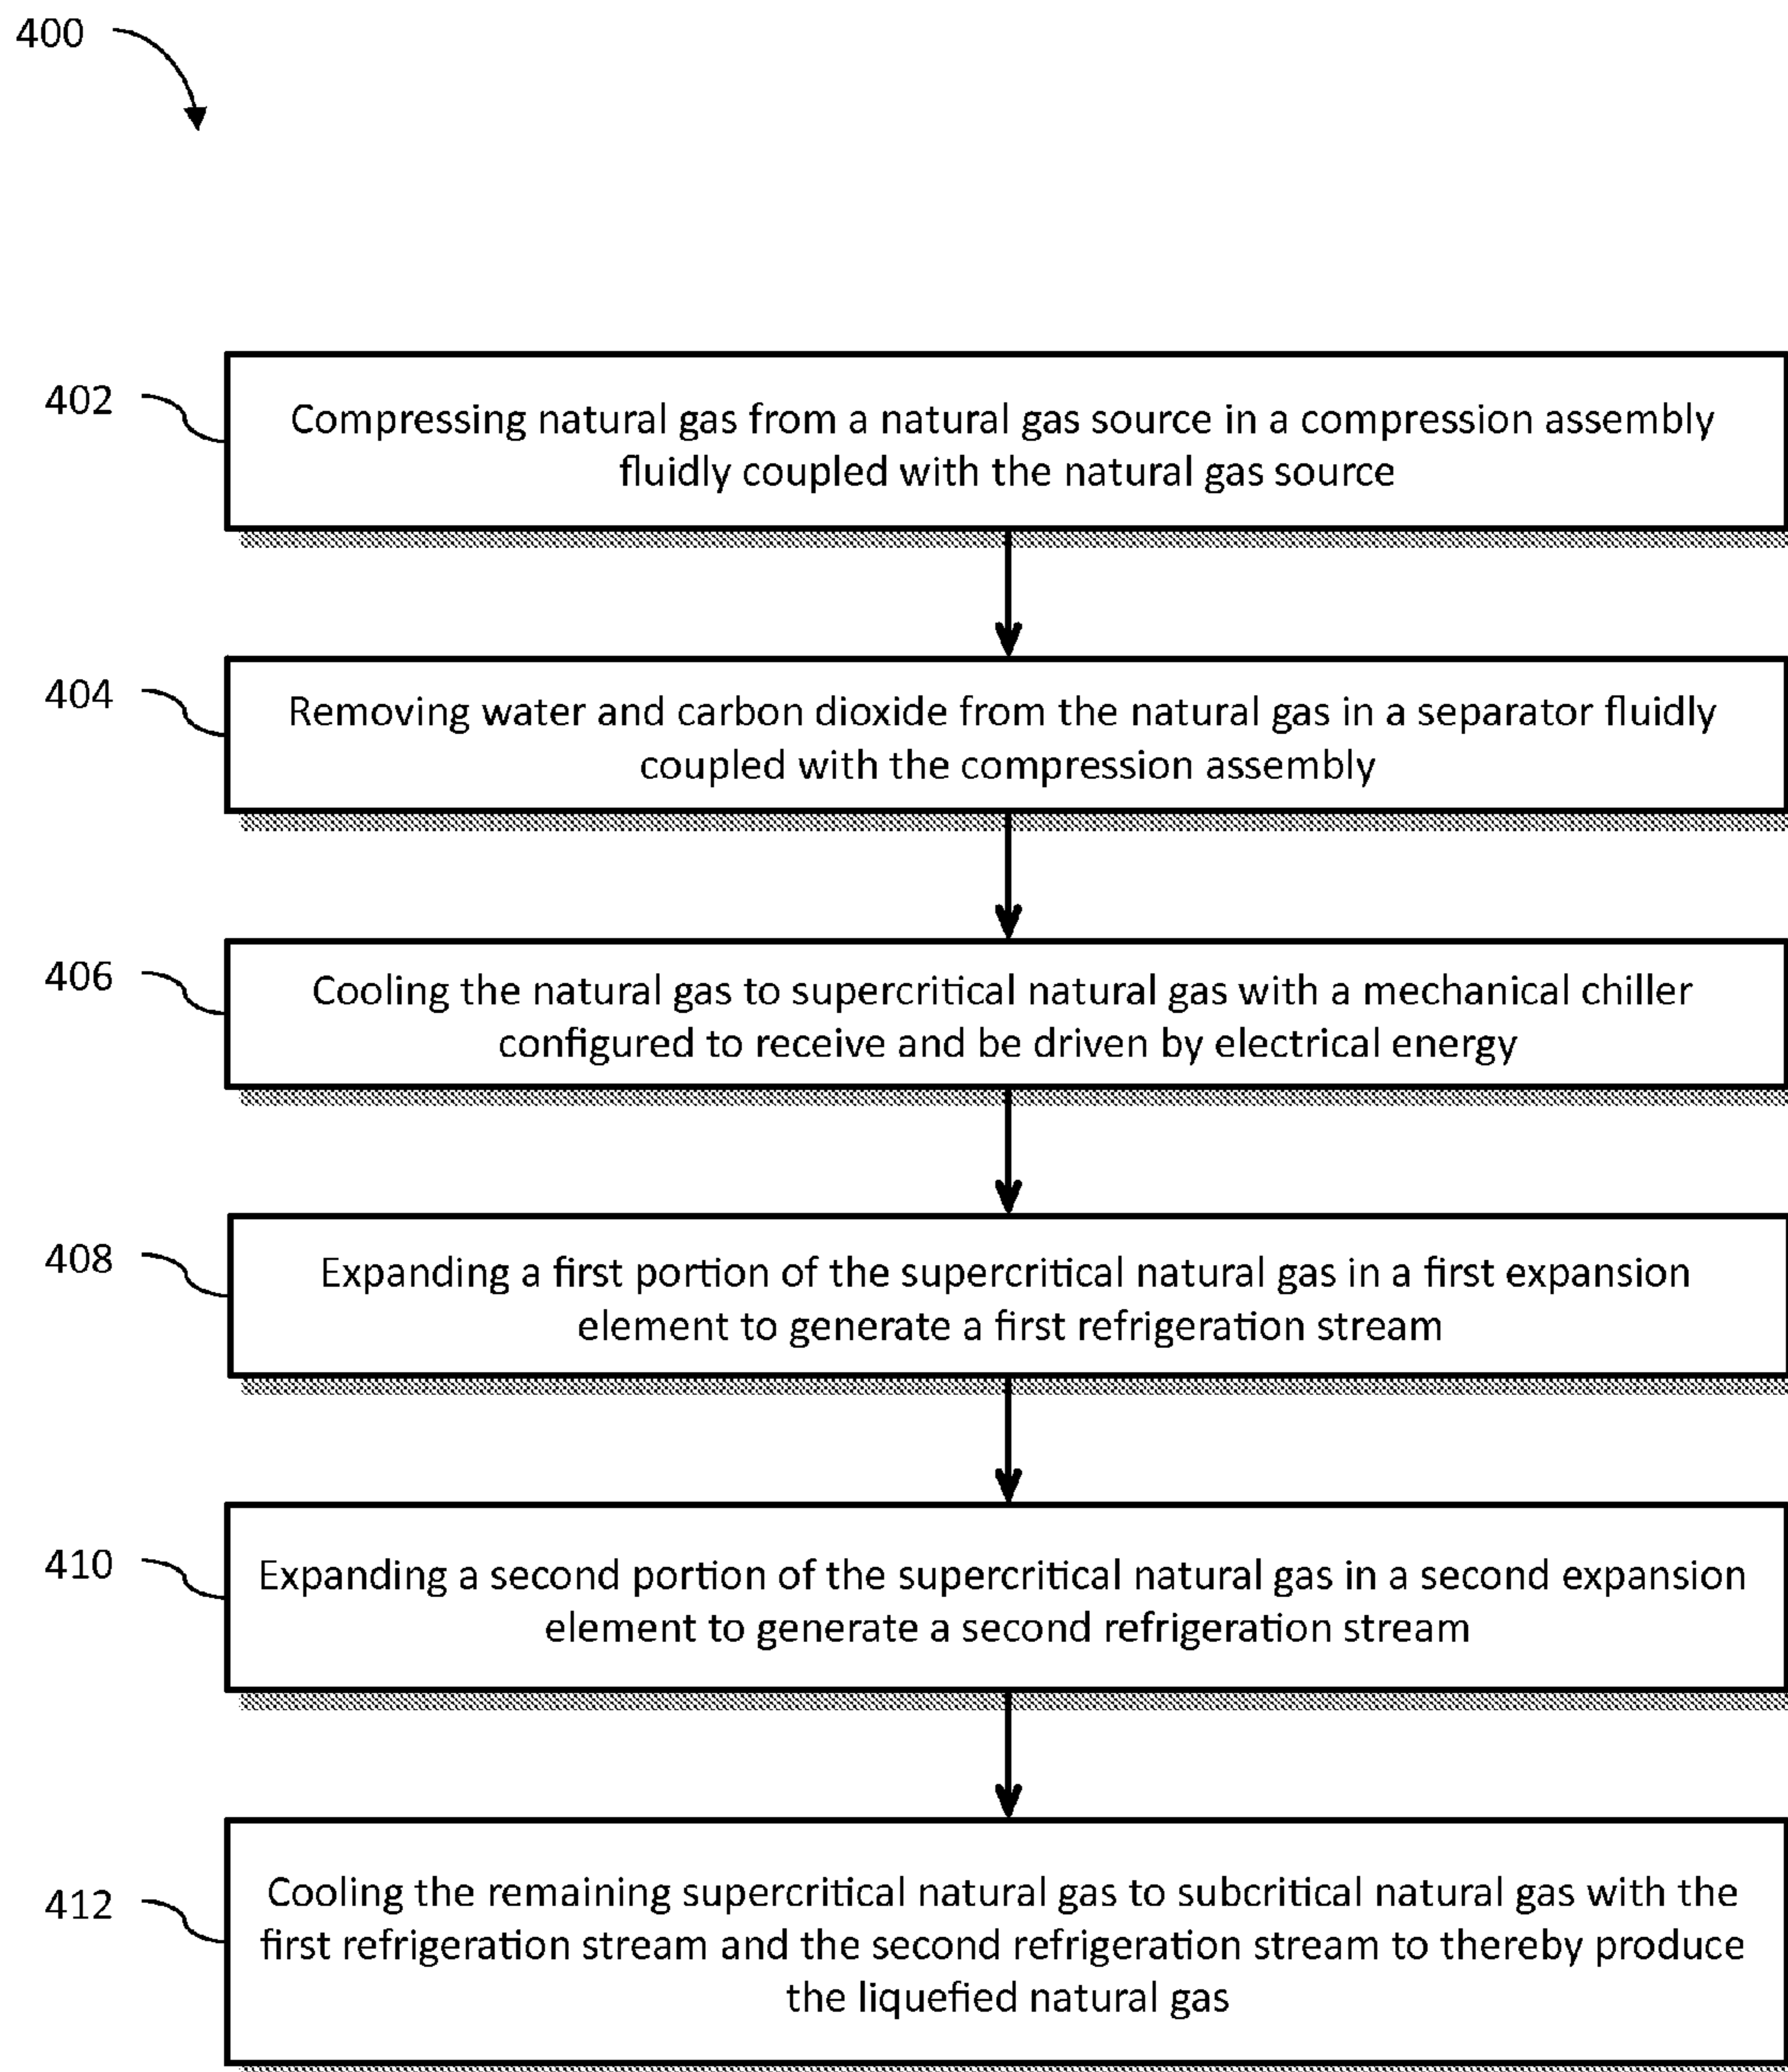 400
402
Compressing natural gas from a natural gas source in a compression assembly
fluidly coupled with the natural gas source
404
Removing water and carbon dioxide from the natural gas in a separator fluidly
coupled with the compression assembly
406
Cooling the natural gas to supercritical natural gas with a mechanical chiller
configured to receive and be driven by electrical energy
408
Expanding a first portion of the supercritical natural gas in a first expansion
element to generate a first refrigeration stream
410
Expanding a second portion of the supercritical natural gas in a second expansion
element to generate a second refrigeration stream
412
Cooling the remaining supercritical natural gas to subcritical natural gas with the
first refrigeration stream and the second refrigeration stream to thereby produce
the liquefied natural gas